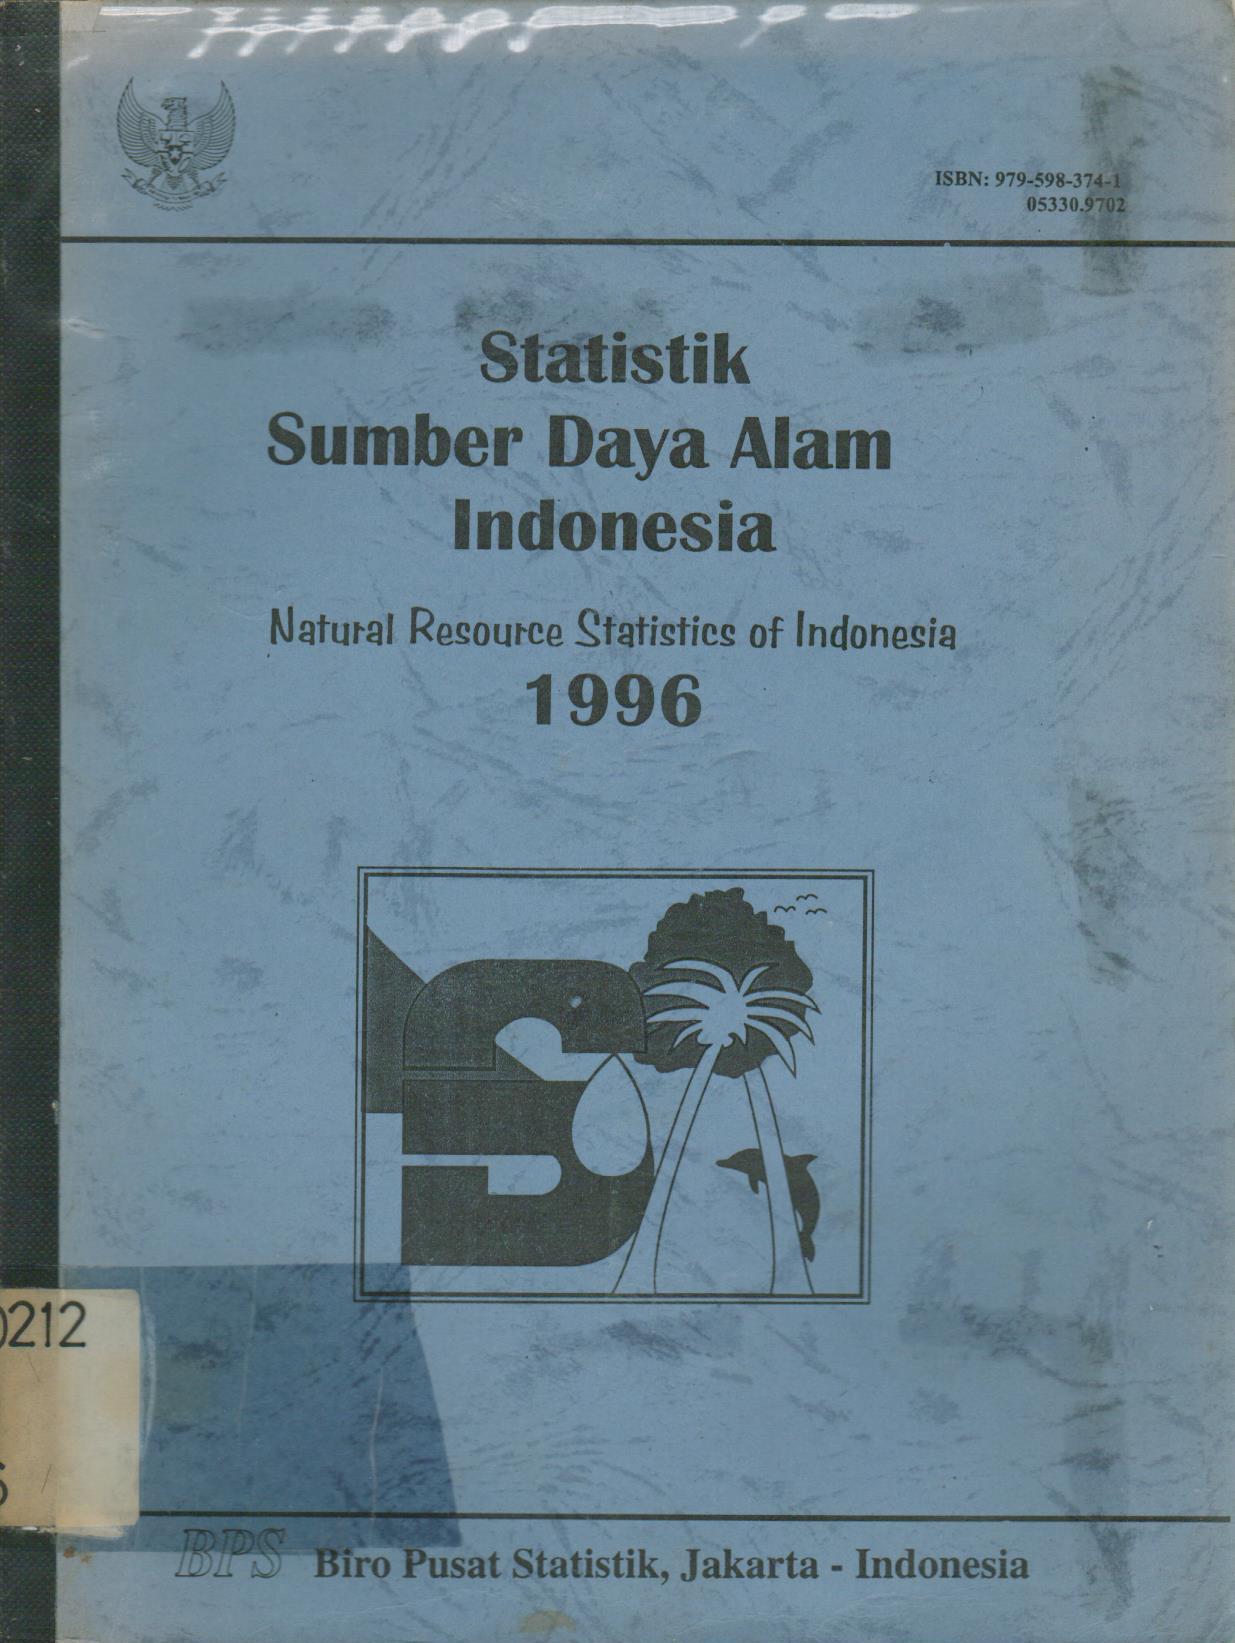 ISBN: 979-598-374-1
05330.9702
Statistik
Sumber Daya Alam
Indonesia
Natural Resource Statistics of Indonesia
1996
0212
BPS Biro Pusat Statistik, Jakarta - Indonesia